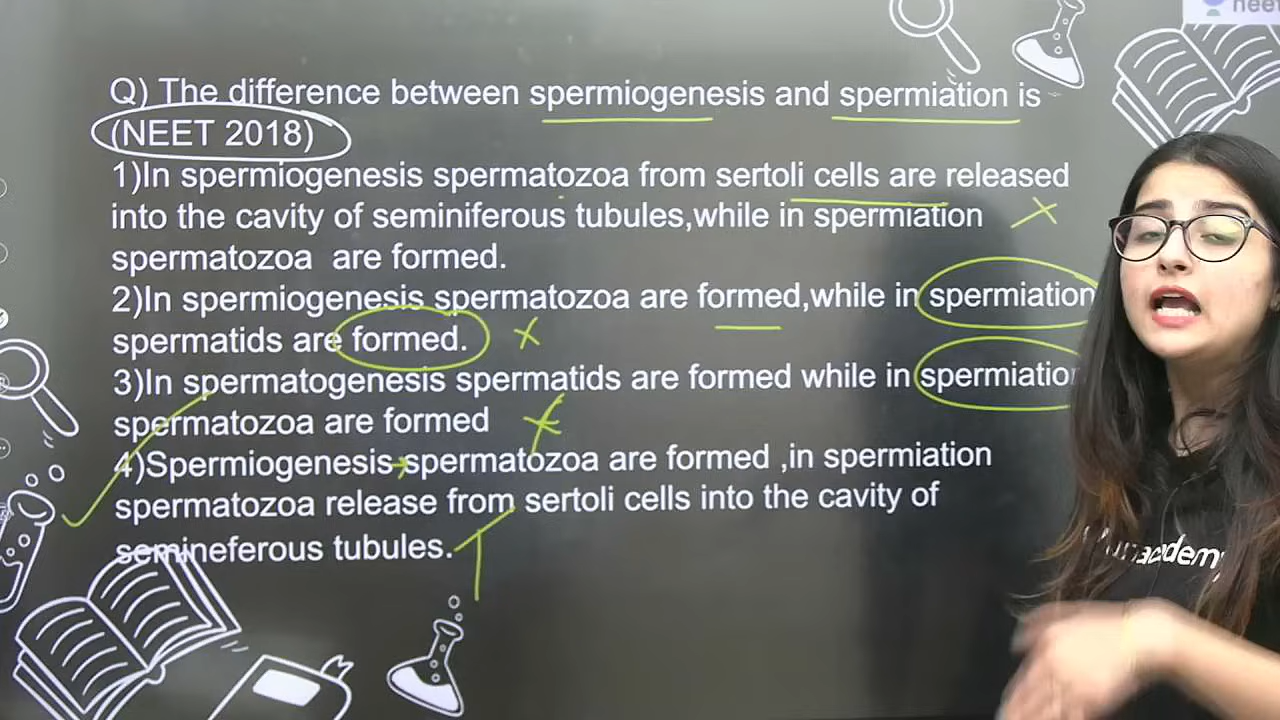 neet
Q) The difference between spermiogenesis and spermiation is
(NEET 2018)
1)In spermiogenesis spermatozoa from sertoli cells are released
into the cavity of seminiferous tubules,while in spermiation
spermatozoa are formed.
2)In spermiogenesis spermatozoa are formed,while in spermiation
spermatids are formed.
3)In spermatogenesis spermatids are formed while in spermiation
spermatozoa are formed
4)Spermiogenesis spermatozoa are formed ,in spermiation
spermatozoa release from sertoli cells into the cavity of
semineferous tubules.
unacademy